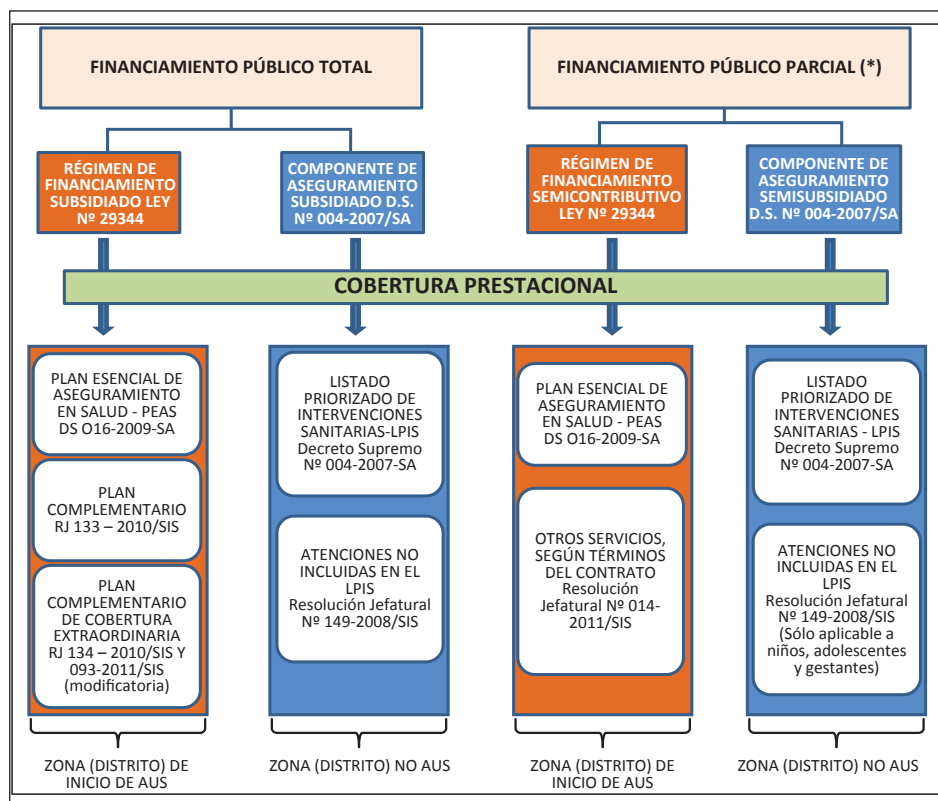 FINANCIAMIENTO PÚBLICO TOTAL
FINANCIAMIENTO PÚBLICO PARCIAL (*)
RÉGIMEN DE
FINANCIAMIENTO
SUBSIDIADO LEY
Nº 29344
COMPONENTE DE
ASEGURAMIENTO
SUBSIDIADO D.S.
Nº 004-2007/SA
RÉGIMEN DE
FINANCIAMIENTO
SEMICONTRIBUTIVO
LEY Nº 29344
COMPONENTE DE
ASEGURAMIENTO
SEMISUBSIDIADO
D.S. Nº 004-2007/SA
COBERTURA PRESTACIONAL
PLAN ESENCIAL DE
ASEGURAMIENTO
EN SALUD - PEAS
DS O16-2009-SA
PLAN
COMPLEMENTARIO
RJ 133 – 2010/SIS
PLAN
COMPLEMENTARIO
DE COBERTURA
EXTRAORDINARIA
RJ 134 – 2010/SIS Y
093-2011/SIS
(modificatoria)
LISTADO
PRIORIZADO DE
INTERVENCIONES
SANITARIAS-LPIS
Decreto Supremo
Nº 004-2007-SA
ATENCIONES NO
INCLUIDAS EN EL
LPIS
Resolución Jefatural
Nº 149-2008/SIS
PLAN ESENCIAL DE
ASEGURAMIENTO
EN SALUD - PEAS
DS O16-2009-SA
OTROS SERVICIOS,
SEGÚN TÉRMINOS
DEL CONTRATO
Resolución
Jefatural Nº 014-
2011/SIS
LISTADO
PRIORIZADO DE
INTERVENCIONES
SANITARIAS - LPIS
Decreto Supremo
Nº 004-2007-SA
ATENCIONES NO
INCLUIDAS EN EL
LPIS
Resolución Jefatural
Nº 149-2008/SIS
(Sólo aplicable a
niños, adolescentes
y gestantes)
ZONA (DISTRITO) DE
INICIO DE AUS
ZONA (DISTRITO) NO AUS
ZONA (DISTRITO) DE
INICIO DE AUS
ZONA (DISTRITO) NO AUS